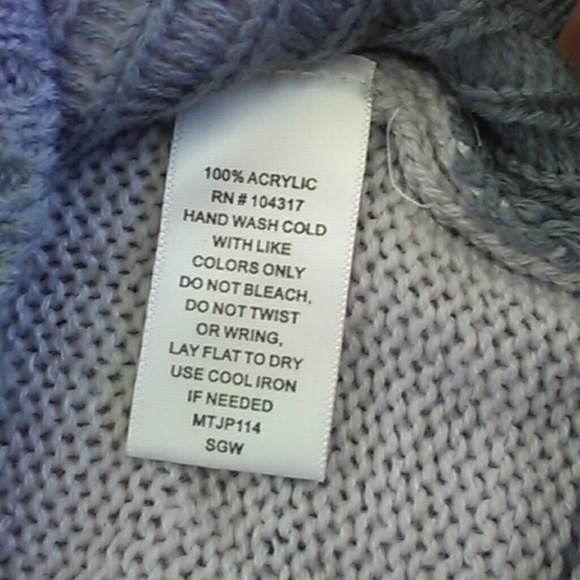 100% ACRYLIC
RN # 104317
HAND WASH COLD
WITH LIKE
COLORS ONLY
DO NOT BLEACH,
DO NOT TWIST
OR WRING,
LAY FLAT TO DRY
USE COOL IRON
IF NEEDED
MTJP114
SGW